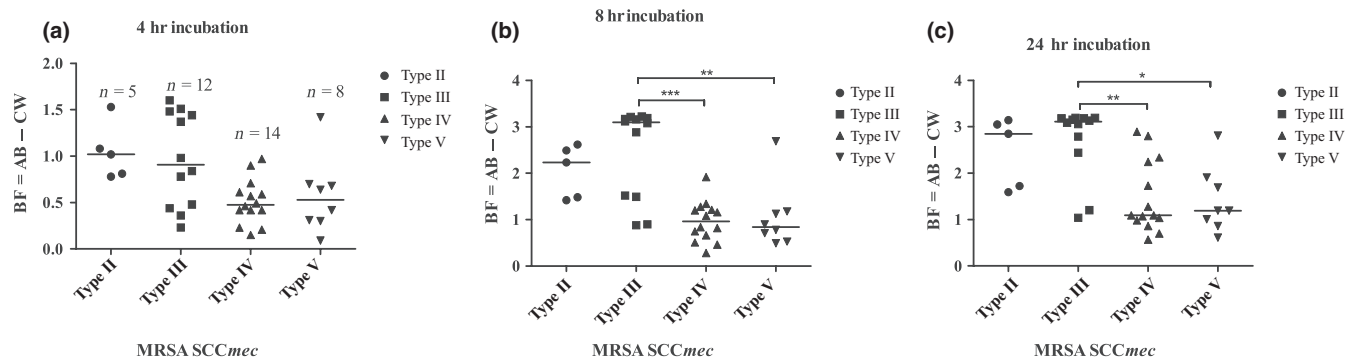 (a)
4 hr incubation
BF = AB – CW
2.0
1.5
1.0
0.5
0.0
n = 5
n = 12
n = 14
n = 8
Type II
Type III
Type IV
Type V
Type II
Type III
Type IV
Type V
MRSA SCCmec
(b)
8 hr incubation
BF = AB – CW
4
3
2
1
0
**
***
Type II
Type III
Type IV
Type V
Type II
Type III
Type IV
Type V
MRSA SCCmec
(c)
24 hr incubation
BF = AB – CW
4
3
2
1
0
*
**
Type II
Type III
Type IV
Type V
Type II
Type III
Type IV
Type V
MRSA SCCmec